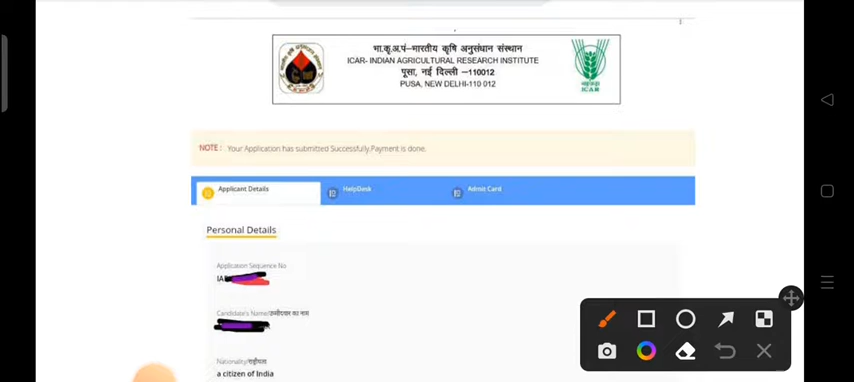 भा.कृ.अ.प–भारतीय कृषि अनुसंधान संस्थान
ICAR- INDIAN AGRICULTURAL RESEARCH INSTITUTE
पूसा, नई दिल्ली –110012
PUSA, NEW DELHI-110 012
ICAR
NOTE : Your Application has submitted Successfully.Payment is done.
Applicant Details
HelpDesk
Admit Card
Personal Details
Application Sequence No
IAR
Candidate's Name/उम्मीदवार का नाम
Nationality/राष्ट्रीयता
a citizen of India